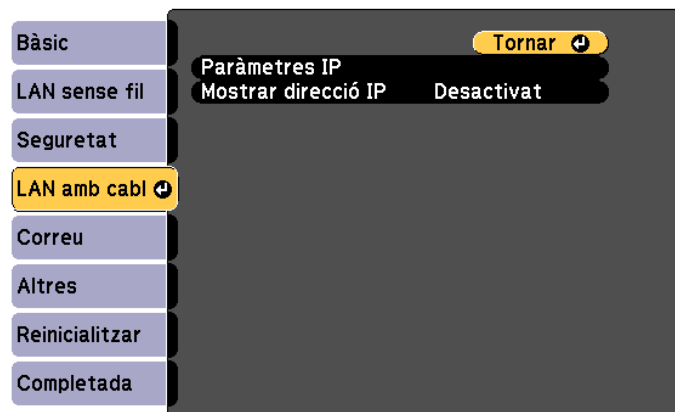 Bàsic
LAN sense fil
Seguretat
LAN amb cabl
Correu
Altres
Reinicialitzar
Completada
Tornar
Paràmetres IP
Mostrar direcció IP Desactivat